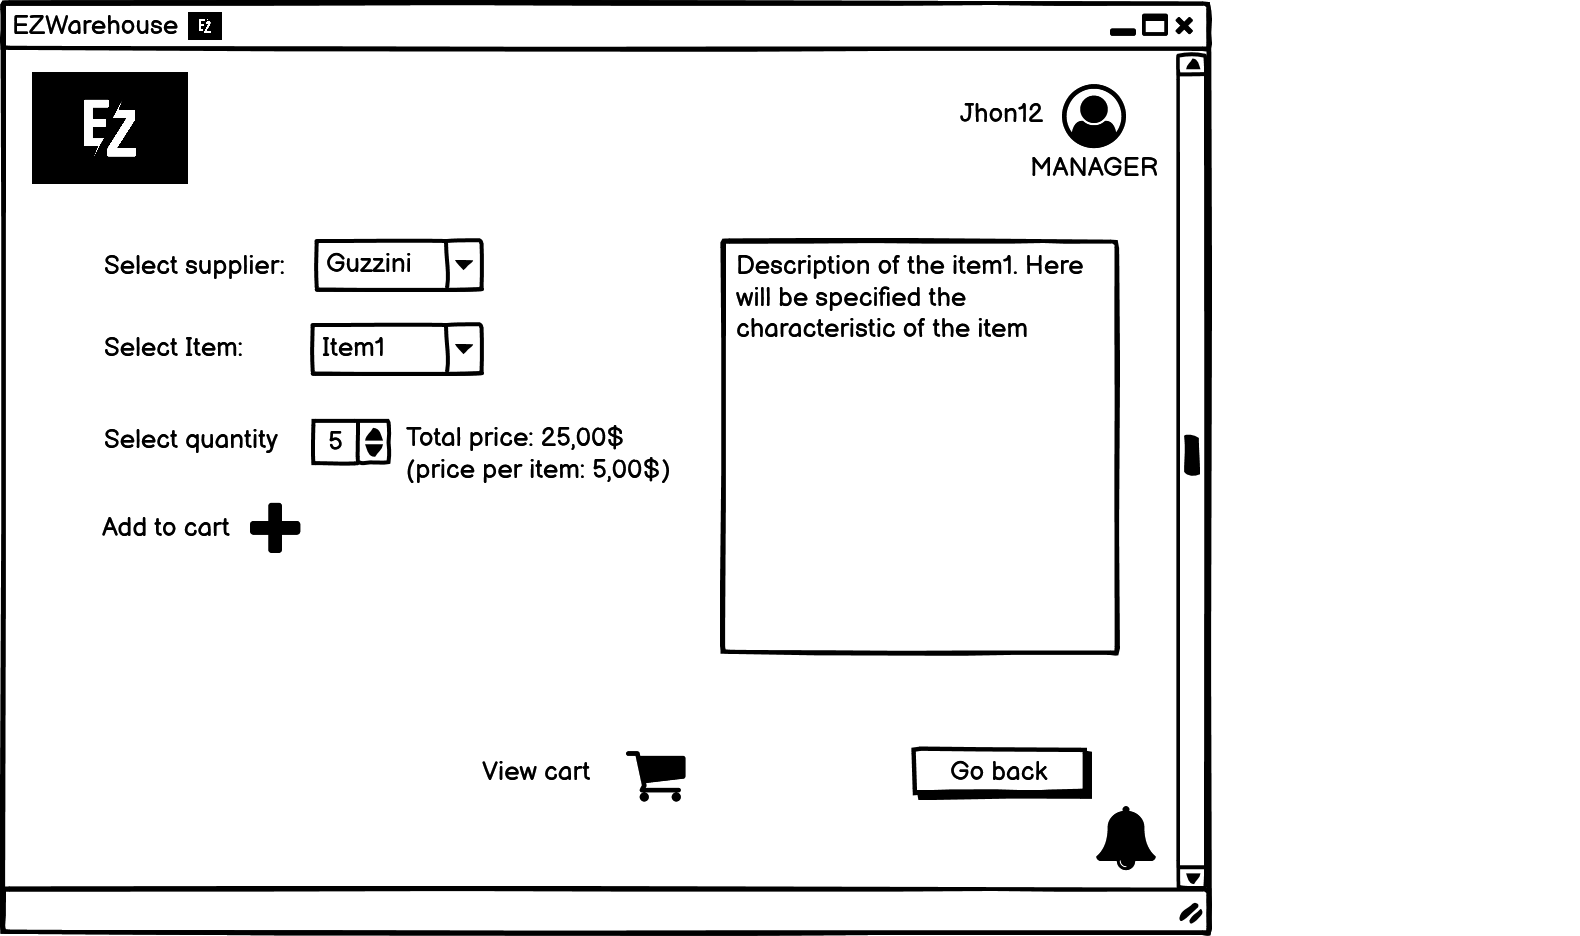 EZWarehouse EZ
EZ
Jhon12
MANAGER
Select supplier: Guzzini
Select Item: Item1
Select quantity 5 Total price: 25,00$
(price per item: 5,00$)
Add to cart
Description of the item1. Here
will be specified the
characteristic of the item
View cart
Go back